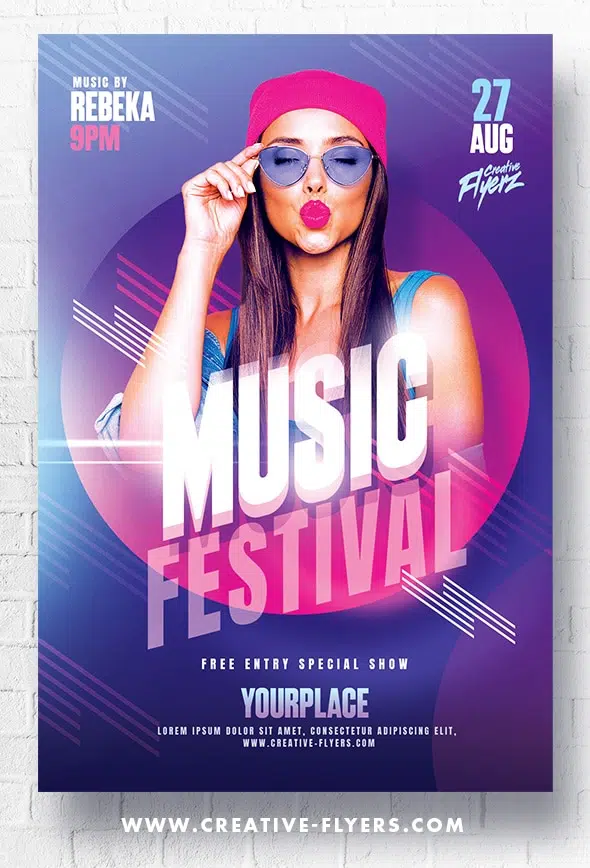 MUSIC BY
REBEKA
9PM
27
AUG
Creative
Flyerz
MUSIC
FESTIVAL
FREE ENTRY SPECIAL SHOW
YOURPLACE
LOREM IPSUM DOLOR SIT AMET, CONSECTETUR ADIPISCING ELIT,
WWW.CREATIVE-FLYERS.COM
WWW.CREATIVE-FLYERS.COM